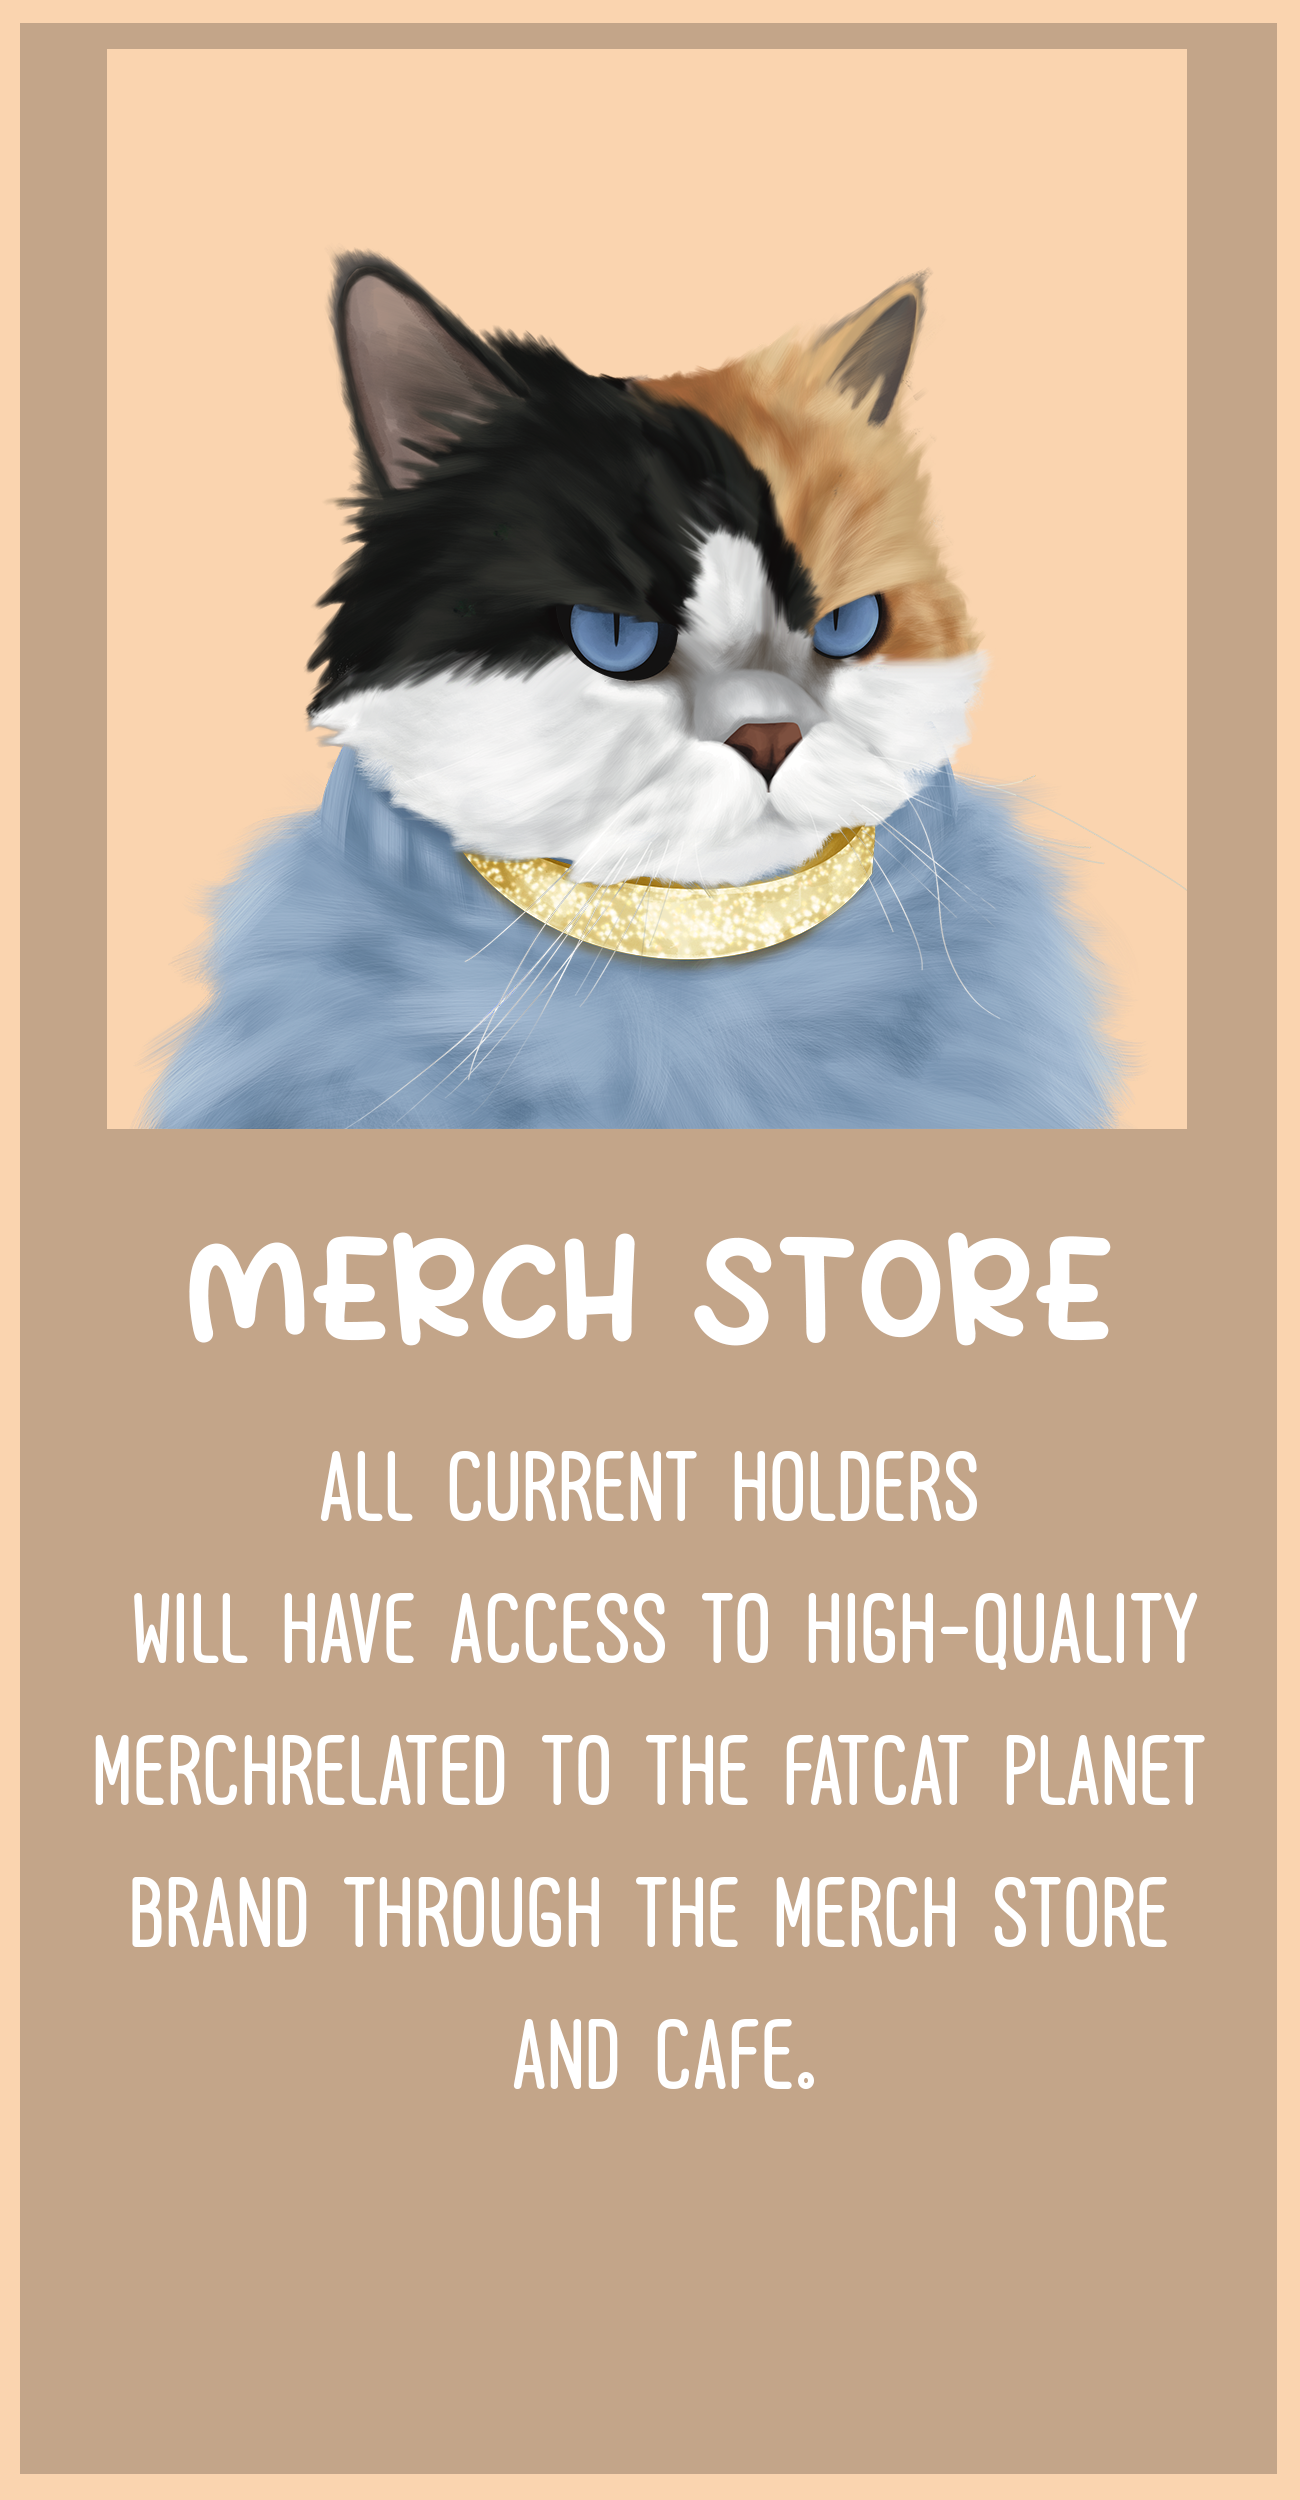 MERCH STORE
ALL CURRENT HOLDERS
WILL HAVE ACCESS TO HIGH-QUALITY
MERCHRELATED TO THE FATCAT PLANET
BRAND THROUGH THE MERCH STORE
AND CAFE.